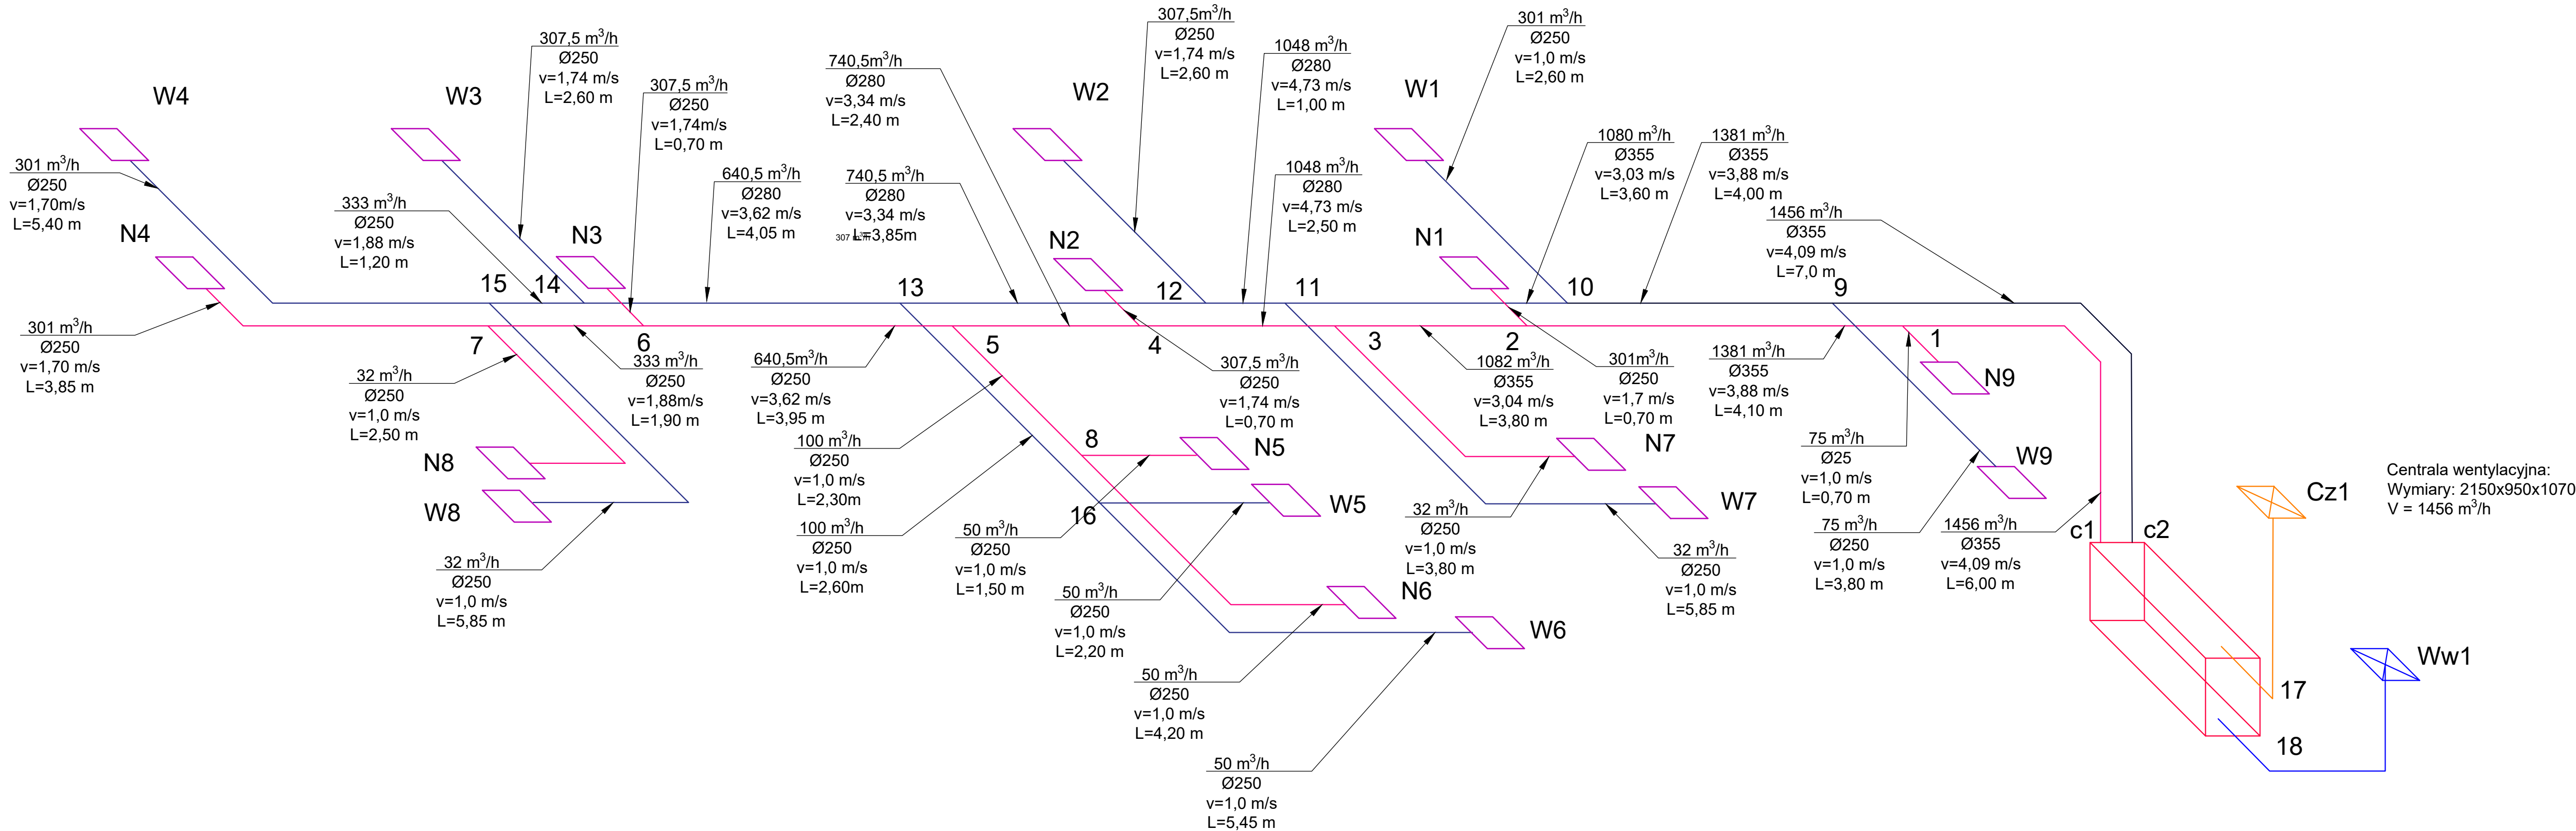 W4
301 m³/h
Ø250
v=1,70m/s
L=5,40 m
N4
301 m³/h
Ø250
v=1,70 m/s
L=3,85 m
W3
307,5 m³/h
Ø250
v=1,74 m/s
L=2,60 m
307,5 m³/h
Ø250
v=1,74m/s
L=0,70 m
333 m³/h
Ø250
v=1,88 m/s
L=1,20 m
N3
15
14
640,5 m³/h
Ø280
v=3,62 m/s
L=4,05 m
740,5m³/h
Ø280
v=3,34 m/s
L=2,40 m
740,5 m³/h
Ø280
v=3,34 m/s
L=3,85m
307 m³/h
13
W2
307,5m³/h
Ø250
v=1,74 m/s
L=2,60 m
1048 m³/h
Ø280
v=4,73 m/s
L=1,00 m
1048 m³/h
Ø280
v=4,73 m/s
L=2,50 m
N2
12
11
W1
301 m³/h
Ø250
v=1,0 m/s
L=2,60 m
1080 m³/h
Ø355
v=3,03 m/s
L=3,60 m
1381 m³/h
Ø355
v=3,88 m/s
L=4,00 m
1456 m³/h
Ø355
v=4,09 m/s
L=7,0 m
N1
10
9
7
6
5
4
3
2
1
32 m³/h
Ø250
v=1,0 m/s
L=2,50 m
333 m³/h
Ø250
v=1,88m/s
L=1,90 m
640,5m³/h
Ø250
v=3,62 m/s
L=3,95 m
307,5 m³/h
Ø250
v=1,74 m/s
L=0,70 m
1082 m³/h
Ø355
v=3,04 m/s
L=3,80 m
301m³/h
Ø250
v=1,7 m/s
L=0,70 m
1381 m³/h
Ø355
v=3,88 m/s
L=4,10 m
N9
N8
W8
32 m³/h
Ø250
v=1,0 m/s
L=5,85 m
100 m³/h
Ø250
v=1,0 m/s
L=2,30m
100 m³/h
Ø250
v=1,0 m/s
L=2,60m
8
N5
16
W5
50 m³/h
Ø250
v=1,0 m/s
L=1,50 m
50 m³/h
Ø250
v=1,0 m/s
L=2,20 m
N6
W6
50 m³/h
Ø250
v=1,0 m/s
L=4,20 m
50 m³/h
Ø250
v=1,0 m/s
L=5,45 m
N7
W7
32 m³/h
Ø250
v=1,0 m/s
L=3,80 m
32 m³/h
Ø250
v=1,0 m/s
L=5,85 m
75 m³/h
Ø25
v=1,0 m/s
L=0,70 m
W9
75 m³/h
Ø250
v=1,0 m/s
L=3,80 m
1456 m³/h
Ø355
v=4,09 m/s
L=6,00 m
c1
c2
Cz1
Centrala wentylacyjna:
Wymiary: 2150x950x1070
V = 1456 m³/h
17
Ww1
18